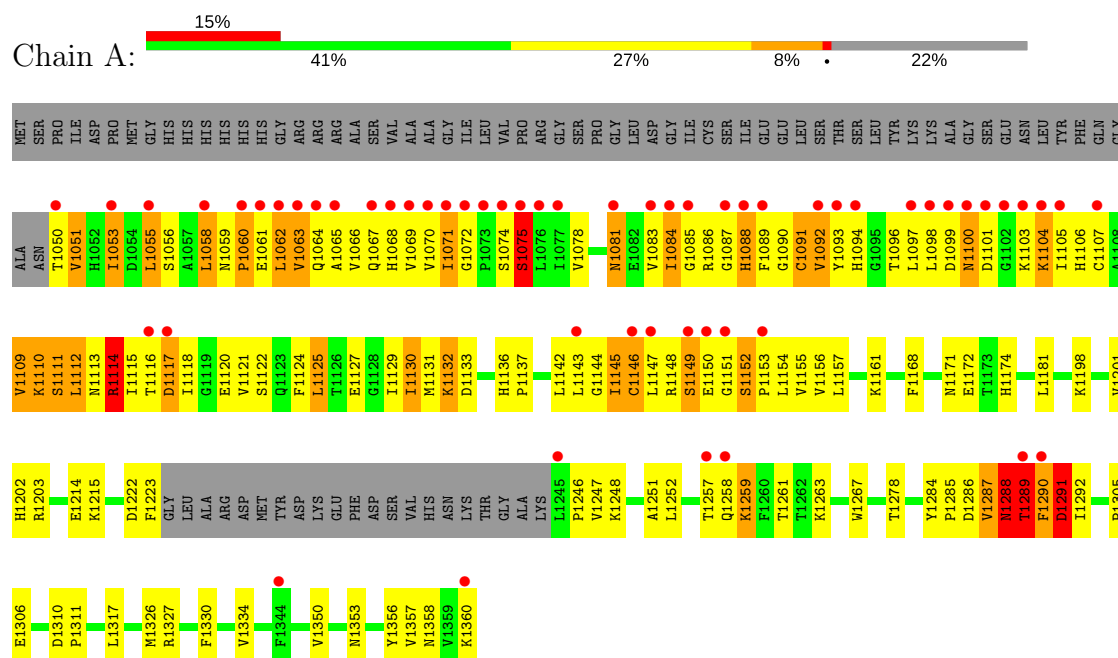 15%
Chain A:
41% 27% 8% • 22%
MET SER PRO ILE ASP PRO MET GLY HIS HIS HIS HIS HIS HIS GLY ARG ARG ARG ALA SER VAL ALA ALA GLY ILE LEU VAL PRO ARG GLY SER PRO GLY LEU ASP GLY ILE CYS SER ILE GLU GLU LEU SER THR SER LEU TYR LYS LYS ALA GLY SER GLU ASN LEU TYR PHE GLN
ALA ASN T1050 V1051 H1052 I1053 D1054 L1055 S1056 A1057 L1058 N1059 P1060 E1061 L1062 V1063 Q1064 A1065 V1066 Q1067 H1068 V1069 V1070 I1071 G1072 P1073 S1074 S1075 L1076 I1077 V1078 N1081 E1082 V1083 I1084 G1085 R1086 G1087 H1088 F1089 G1090 C1091 V1092 Y1093 H1094 G1095 T1096 L1097 L1098 D1099 N1100 D1101 G1102 K1103 K1104 I1105 H1106 C1107 A1108
V1109 K1110 S1111 L1112 N1113 R1114 I1115 T1116 D1117 I1118 G1119 E1120 V1121 S1122 Q1123 F1124 L1125 T1126 E1127 G1128 I1129 I1130 M1131 K1132 D1133 H1136 P1137 L1142 L1143 G1144 I1145 C1146 L1147 R1148 S1149 E1150 G1151 S1152 P1153 L1154 V1155 V1156 L1157 K1161 F1168 N1171 E1172 T1173 H1174 L1181 K1198
H1202 R1203 E1214 K1215 D1222 F1223 GLY LEU ALA ARG ASP MET TYR ASP LYS GLU PHE ASP SER VAL HIS ASN LYS THR GLY ALA LYS L1245 P1246 V1247 K1248 A1251 L1252 T1257 Q1258 K1259 F1260 T1261 T1262 K1263 W1267 T1278 Y1284 P1285 D1286 V1287 N1288 T1289 F1290 D1291 I1292
E1306 D1310 P1311 L1317 M1326 R1327 F1330 V1334 F1344 V1350 N1353 Y1356 V1357 N1358 V1359 K1360